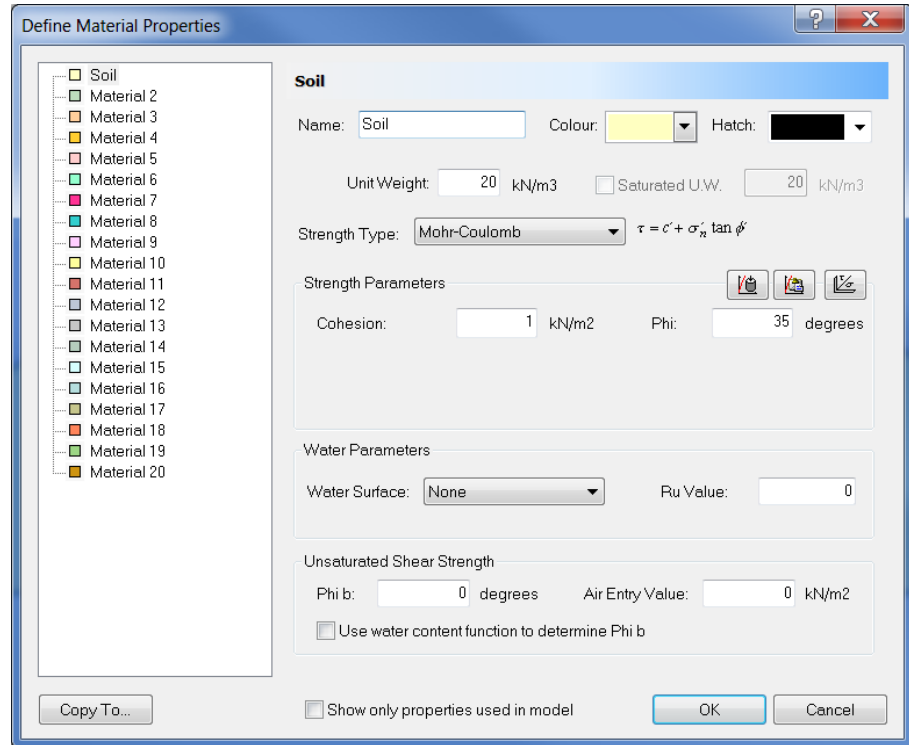 Define Material Properties
Soil
Material 2
Material 3
Material 4
Material 5
Material 6
Material 7
Material 8
Material 9
Material 10
Material 11
Material 12
Material 13
Material 14
Material 15
Material 16
Material 17
Material 18
Material 19
Material 20
Soil
Name: Soil Colour: Hatch:
Unit Weight: 20 kN/m3 Saturated U.W. 20 kN/m3
Strength Type: Mohr-Coulomb τ = c′ + σ′n tan ϕ′
Strength Parameters
Cohesion: 1 kN/m2 Phi: 35 degrees
Water Parameters
Water Surface: None Ru Value: 0
Unsaturated Shear Strength
Phi b: 0 degrees Air Entry Value: 0 kN/m2
Use water content function to determine Phi b
Copy To... Show only properties used in model OK Cancel